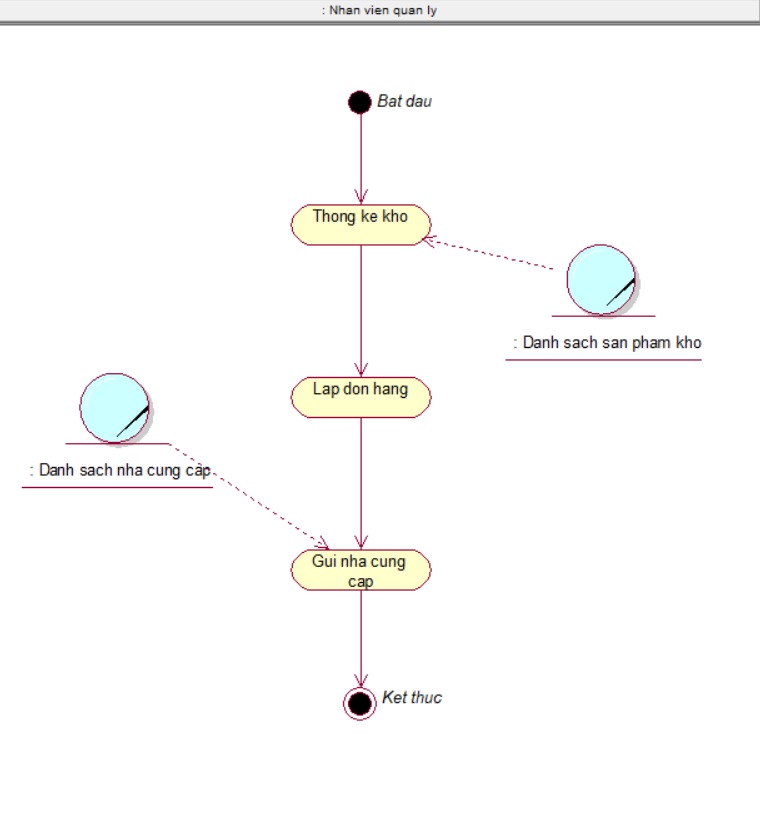 : Nhan vien quan ly
Bat dau
Thong ke kho
: Danh sach san pham kho
Lap don hang
: Danh sach nha cung cap
Gui nha cung
cap
Ket thuc